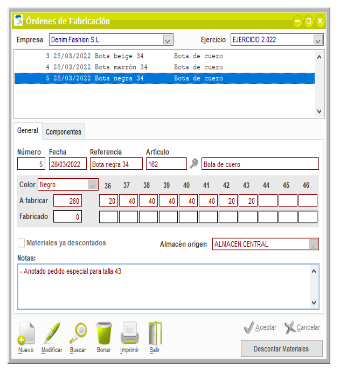 Órdenes de Fabricación
Empresa Denim Fashion S L Ejercicio EJERCICIO 2.022
3 28/03/2022 Bota beige 34 Bota de cuero
4 28/03/2022 Bota marrón 34 Bota de cuero
5 28/03/2022 Bota negra 34 Bota de cuero
General Componentes
Número Fecha Referencia Artículo
5 28/03/2022 Bota negra 34 162 Bota de cuero
Color Negro 36 37 38 39 40 41 42 43 44 45 46
A fabricar 260 20 40 40 40 40 40 20 20
Fabricado 0
Materiales ya descontados Almacén origen ALMACEN CENTRAL
Notas:
- Anotado pedido especial para talla 43.
Nuevo Modificar Buscar Borrar Imprimir Salir
Aceptar Cancelar
Descontar Materiales